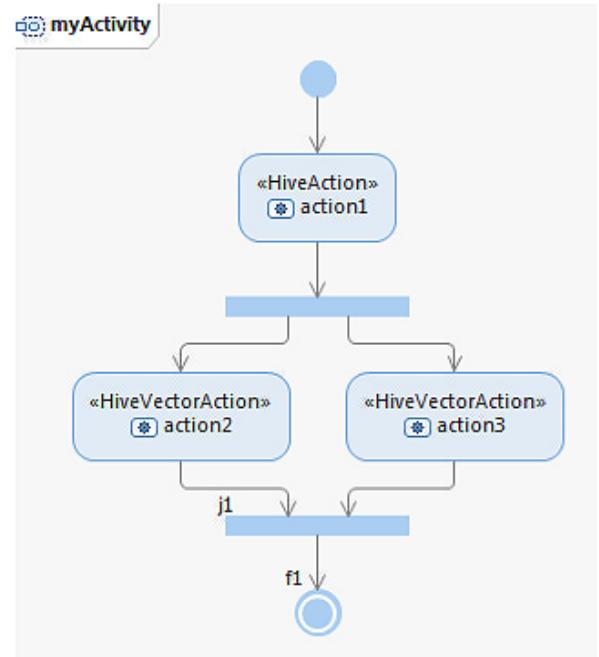 myActivity
«HiveAction»
action1
«HiveVectorAction»
action2
«HiveVectorAction»
action3
j1
f1